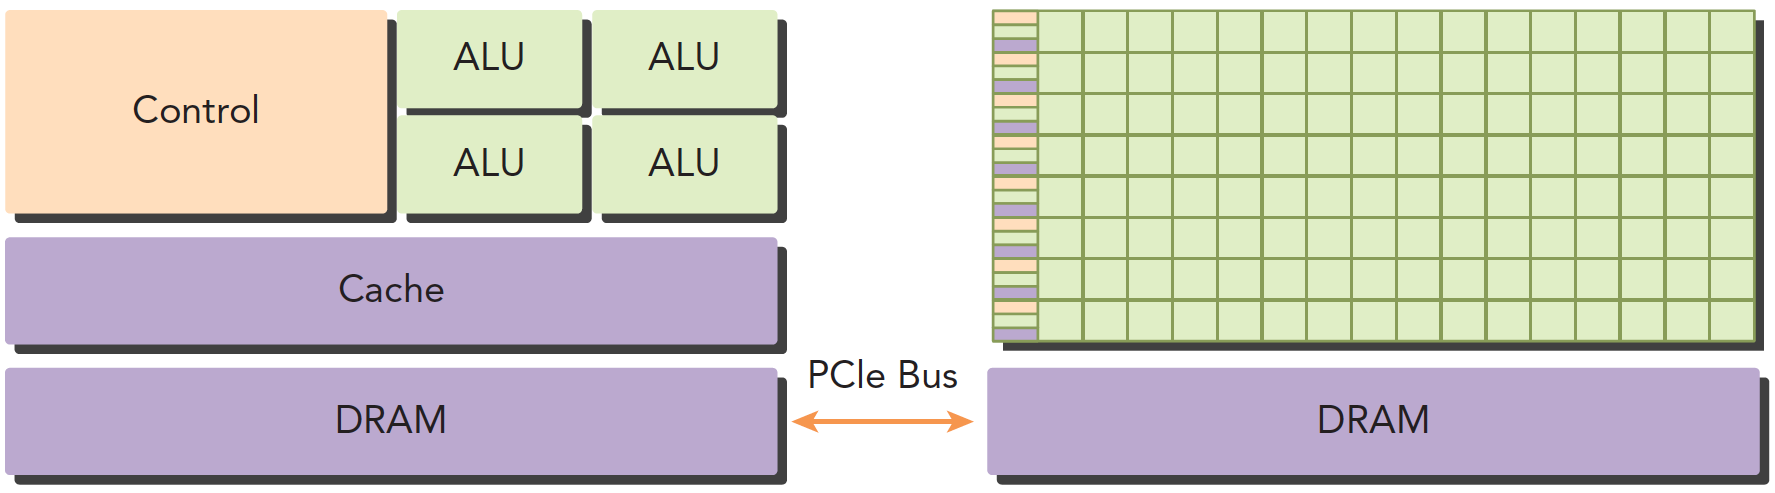 Control
ALU
ALU
ALU
ALU
Cache
DRAM
PCIe Bus
DRAM